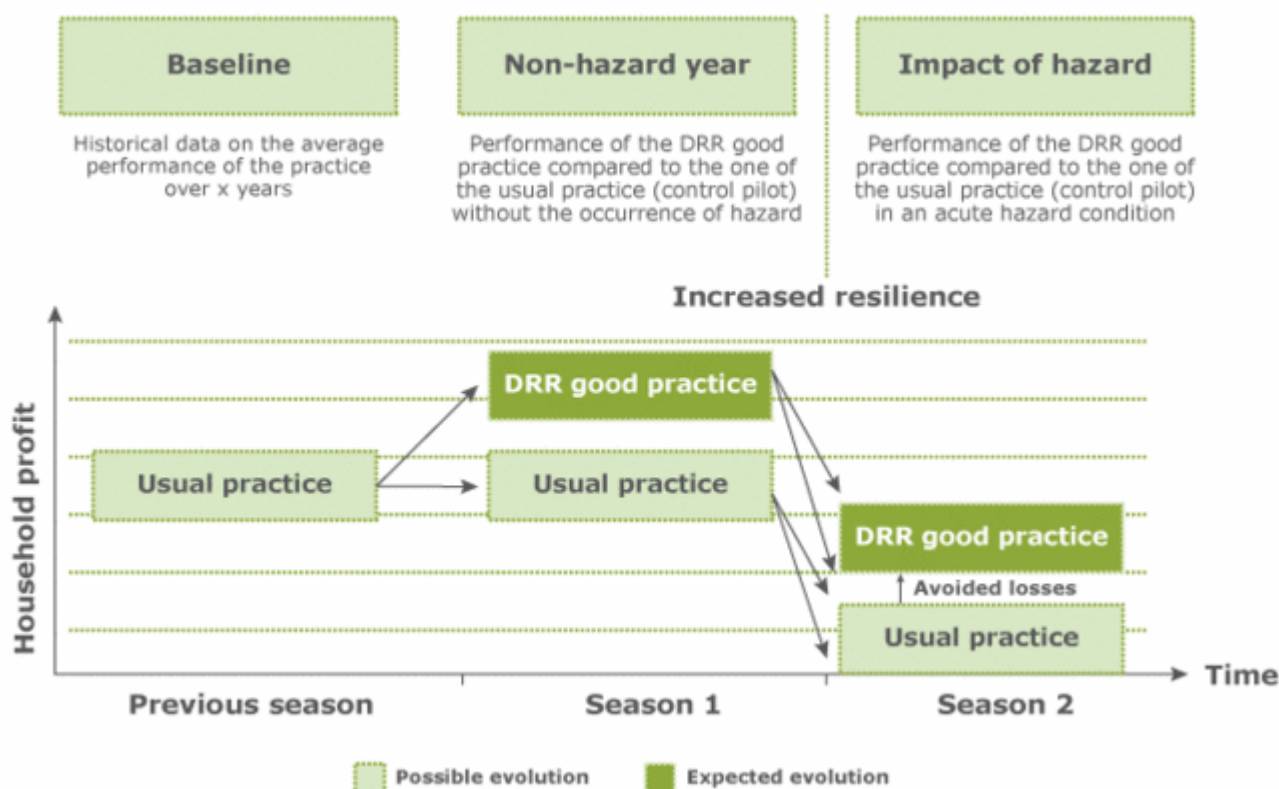 Baseline
Historical data on the average
performance of the practice
over x years
Non-hazard year
Performance of the DRR good
practice compared to the one of
the usual practice (control pilot)
without the occurrence of hazard
Impact of hazard
Performance of the DRR good
practice compared to the one of
the usual practice (control pilot)
in an acute hazard condition
Increased resilience
Household profit
DRR good practice
Usual practice
Usual practice
DRR good practice
Avoided losses
Usual practice
Time
Previous season
Season 1
Season 2
Possible evolution
Expected evolution